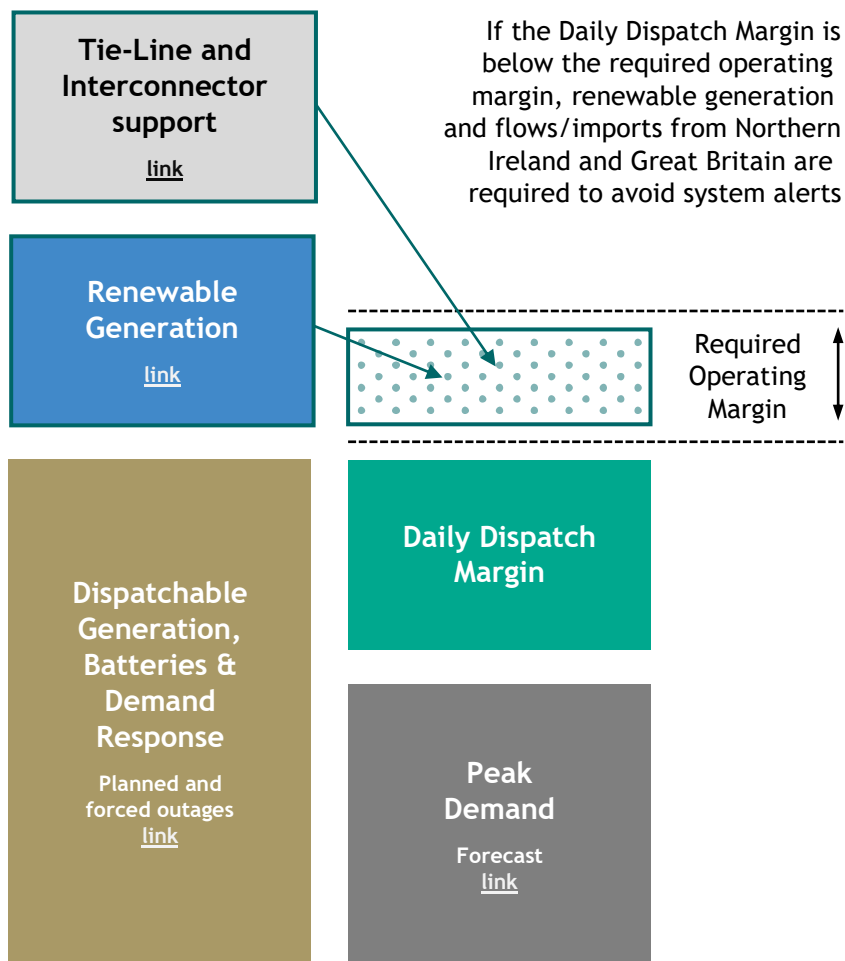 Tie-Line and
Interconnector
support
link
If the Daily Dispatch Margin is
below the required operating
margin, renewable generation
and flows/imports from Northern
Ireland and Great Britain are
required to avoid system alerts
Renewable
Generation
link
Required
Operating
Margin
Dispatchable
Generation,
Batteries &
Demand
Response
Planned and
forced outages
link
Daily Dispatch
Margin
Peak
Demand
Forecast
link